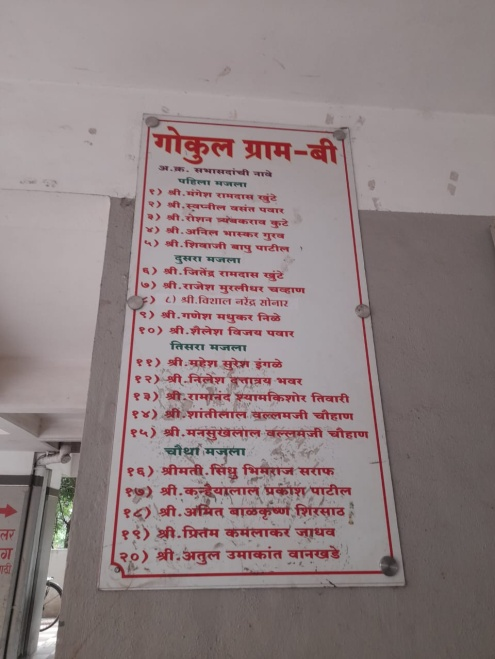 गोकुल ग्राम-बी
अ.क्र. सभासदांची नावे
पहिला मजला
१) श्री.मंगेश रामदास खुंटे
२) श्री.स्वप्नील वसंत पवार
३) श्री.रोशन त्र्यंबकराव कुटे
४) श्री.अनिल भास्कर गुरव
५) श्री.शिवाजी बापु पाटील
दुसरा मजला
६) श्री.जितेंद्र रामदास खुंटे
७) श्री.राजेश मुरलीधर चव्हाण
८) ८) श्री.विशाल नरेंद्र सोनार
९) श्री.गणेश मधुकर निळे
१०) श्री.शैलेश विजय पवार
तिसरा मजला
११) श्री.महेश सुरेश इंगळे
१२) श्री.निलेश दत्तात्रय भवर
१३) श्री.रामानंद श्यामकिशोर तिवारी
१४) श्री.शांतीलाल वल्लमजी चौहाण
१५) श्री.मनसुखलाल वल्लमजी चौहाण
चौथा मजला
१६) श्रीमती.सिंधु भिमराज सराफ
१७) श्री.कन्हैयालाल प्रकाश पाटील
१८) श्री.अमित बाळकृष्ण शिरसाठ
१९) श्री.प्रितम कमलाकर जाधव
२०) श्री.अतुल उमाकांत वानखडे